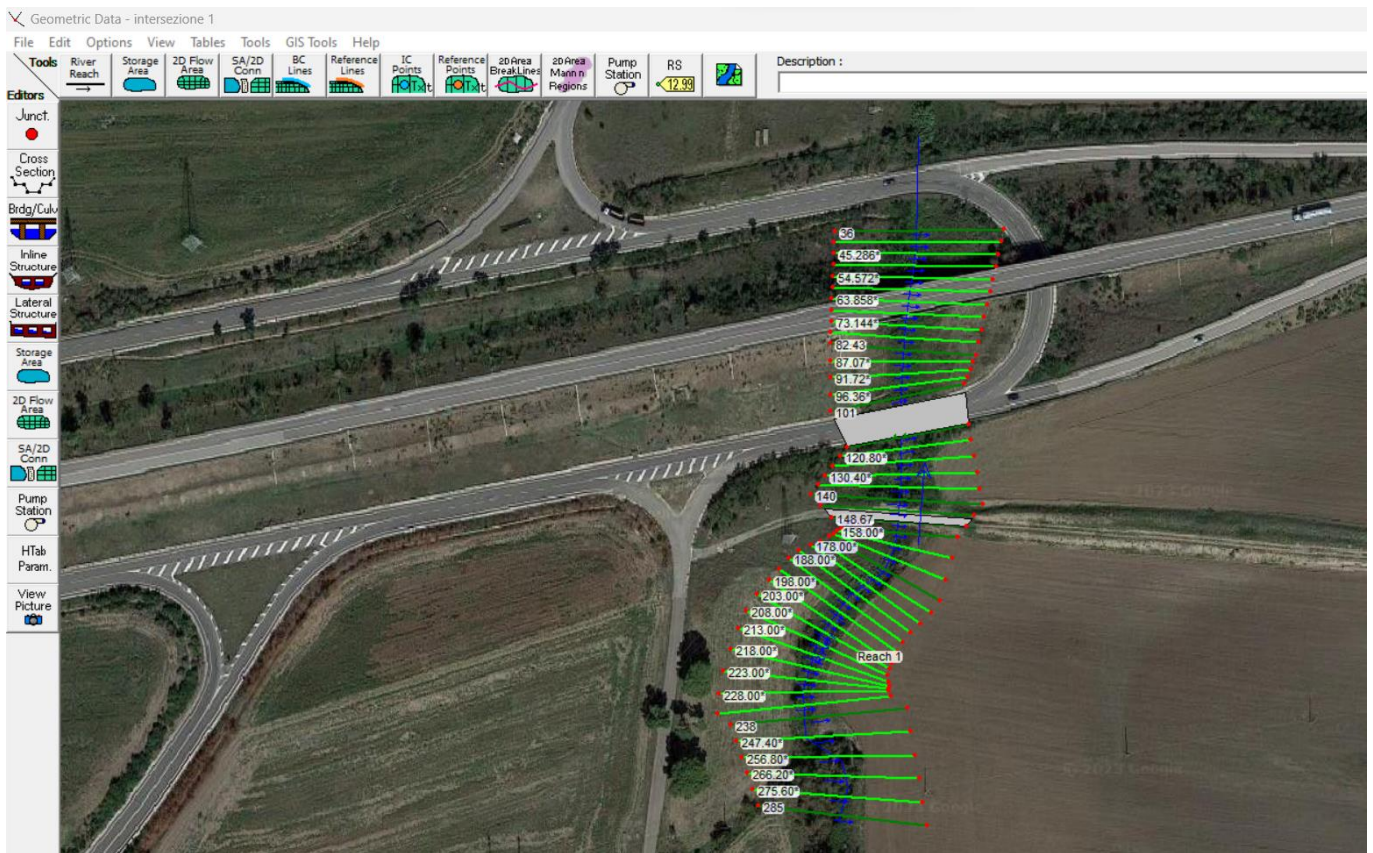 Geometric Data - intersezione 1
File Edit Options View Tables Tools GIS Tools Help
Tools
Editors
River
Reach
Storage
Area
2D Flow
Area
SA/2D
Conn
BC
Lines
Reference
Lines
IC
Points
Reference
Points
2D Area
BreakLines
2D Area
Mann n
Regions
Pump
Station
RS
12.99
Description :
Junct.
Cross
Section
Brdg/Culv
Inline
Structure
Lateral
Structure
Storage
Area
2D Flow
Area
SA/2D
Conn
Pump
Station
HTab
Param.
View
Picture
36
45.286*
54.572*
63.858*
73.144*
82.43
87.07*
91.72*
96.36*
101
120.80*
130.40*
140
148.67
158.00*
178.00*
188.00*
198.00*
203.00*
208.00*
213.00*
218.00*
Reach 1
223.00*
228.00*
238
247.40*
256.80*
266.20*
275.60*
285